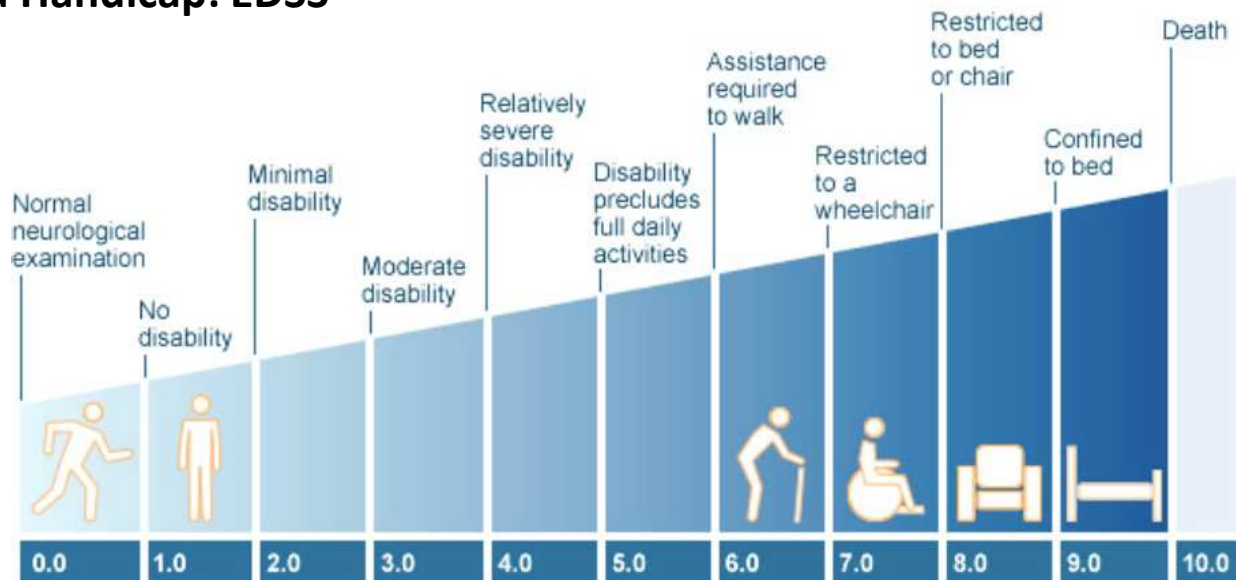 Handicap: EDSS
Normal
neurological
examination
No
disability
Minimal
disability
Moderate
disability
Relatively
severe
disability
Disability
precludes
full daily
activities
Assistance
required
to walk
Restricted
to a
wheelchair
Restricted
to bed
or chair
Confined
to bed
Death
0.0 1.0 2.0 3.0 4.0 5.0 6.0 7.0 8.0 9.0 10.0